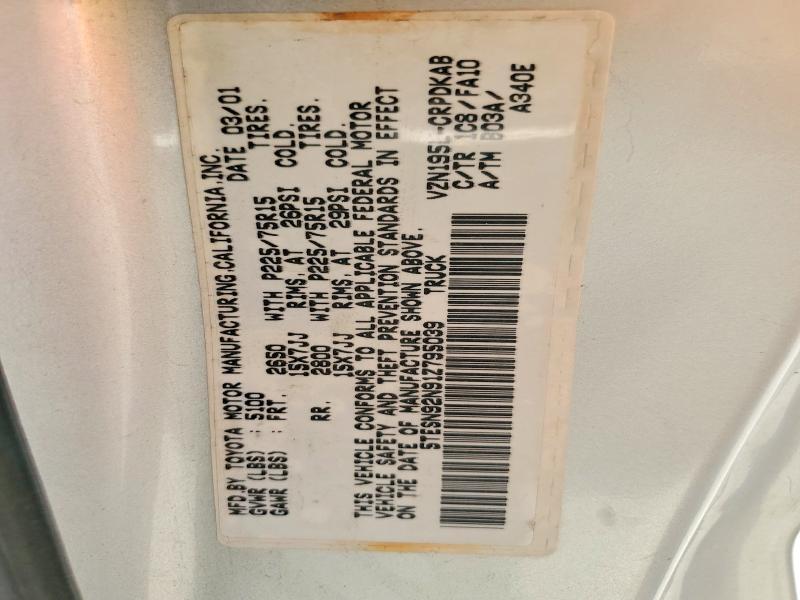 MFD.BY TOYOTA MOTOR MANUFACTURING.CALIFORNIA.INC.
GVWR (LBS) : 5100 DATE 03/01
GAWR (LBS) : FRT. 2650 WITH P225/75R15 TIRES.
15X7JJ RIMS, AT 26PSI COLD.
RR. 2800 WITH P225/75R15 TIRES.
15X7JJ RIMS, AT 29PSI COLD.
THIS VEHICLE CONFORMS TO ALL APPLICABLE FEDERAL MOTOR
VEHICLE SAFETY AND THEFT PREVENTION STANDARDS IN EFFECT
ON THE DATE OF MANUFACTURE SHOWN ABOVE.
5TESN92N91Z795039 TRUCK
VZN195L-CRPDKAB
C/TR 1C8/FA10
A/TM B03A/
A340E